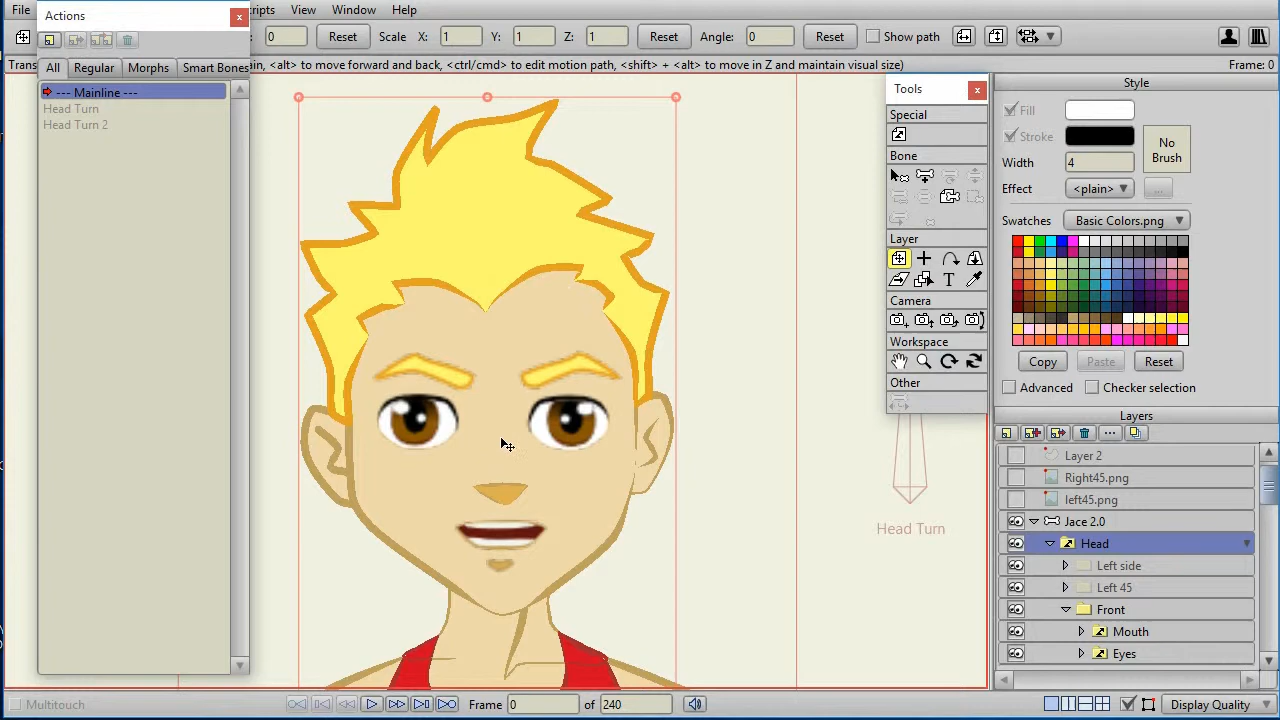 File
Actions
x
ripts
View
Window
Help
0
Reset
Scale
X:
1
Y:
1
Z:
1
Reset
Angle:
0
Reset
Show path
Trans
in, <alt> to move forward and back, <ctrl/cmd> to edit motion path, <shift> + <alt> to move in Z and maintain visual size)
Frame: 0
All
Regular
Morphs
Smart Bones
--- Mainline ---
Head Turn
Head Turn 2
Tools
x
Special
Bone
Layer
T
Camera
Workspace
Other
Head Turn
Style
Fill
Stroke
No
Brush
Width
4
Effect
<plain>
...
Swatches
Basic Colors.png
Copy
Paste
Reset
Advanced
Checker selection
Layers
...
Layer 2
Right45.png
left45.png
Jace 2.0
Head
Left side
Left 45
Front
Mouth
Eyes
Multitouch
Frame
0
of
240
Display Quality